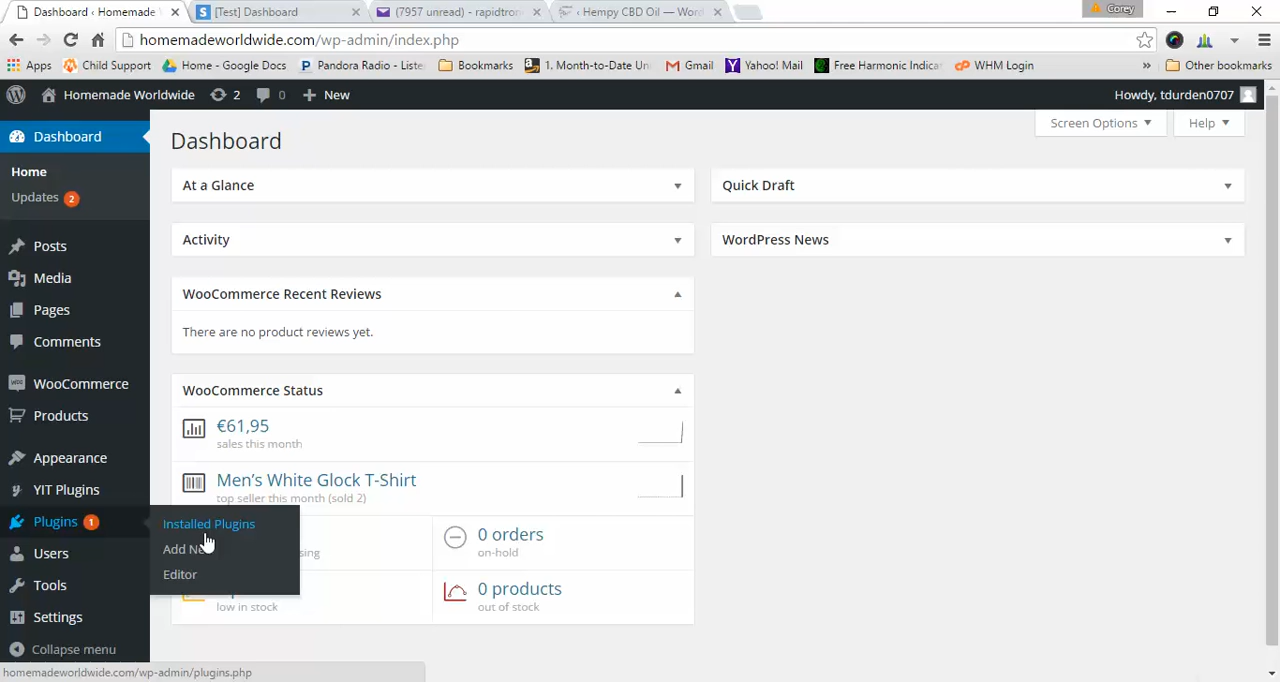 Dashboard ‹ Homemade
[Test] Dashboard
(7957 unread) - rapidtron
‹ Hempy CBD Oil — Word
Corey
homemadeworldwide.com/wp-admin/index.php
Apps
Child Support
Home - Google Docs
Pandora Radio - Liste
Bookmarks
1. Month-to-Date Un
Gmail
Yahoo! Mail
Free Harmonic Indica
WHM Login
»
Other bookmarks
Homemade Worldwide
2
0
New
Howdy, tdurden0707
Dashboard
Home
Updates 2
Posts
Media
Pages
Comments
WooCommerce
Products
Appearance
YIT Plugins
Plugins 1
Users
Tools
Settings
Collapse menu
Installed Plugins
Add Ne
Editor
Dashboard
Screen Options
Help
At a Glance
Activity
WooCommerce Recent Reviews
There are no product reviews yet.
WooCommerce Status
€61,95
sales this month
Men's White Glock T-Shirt
top seller this month (sold 2)
sing
0 orders
on-hold
low in stock
0 products
out of stock
Quick Draft
WordPress News
homemadeworldwide.com/wp-admin/plugins.php